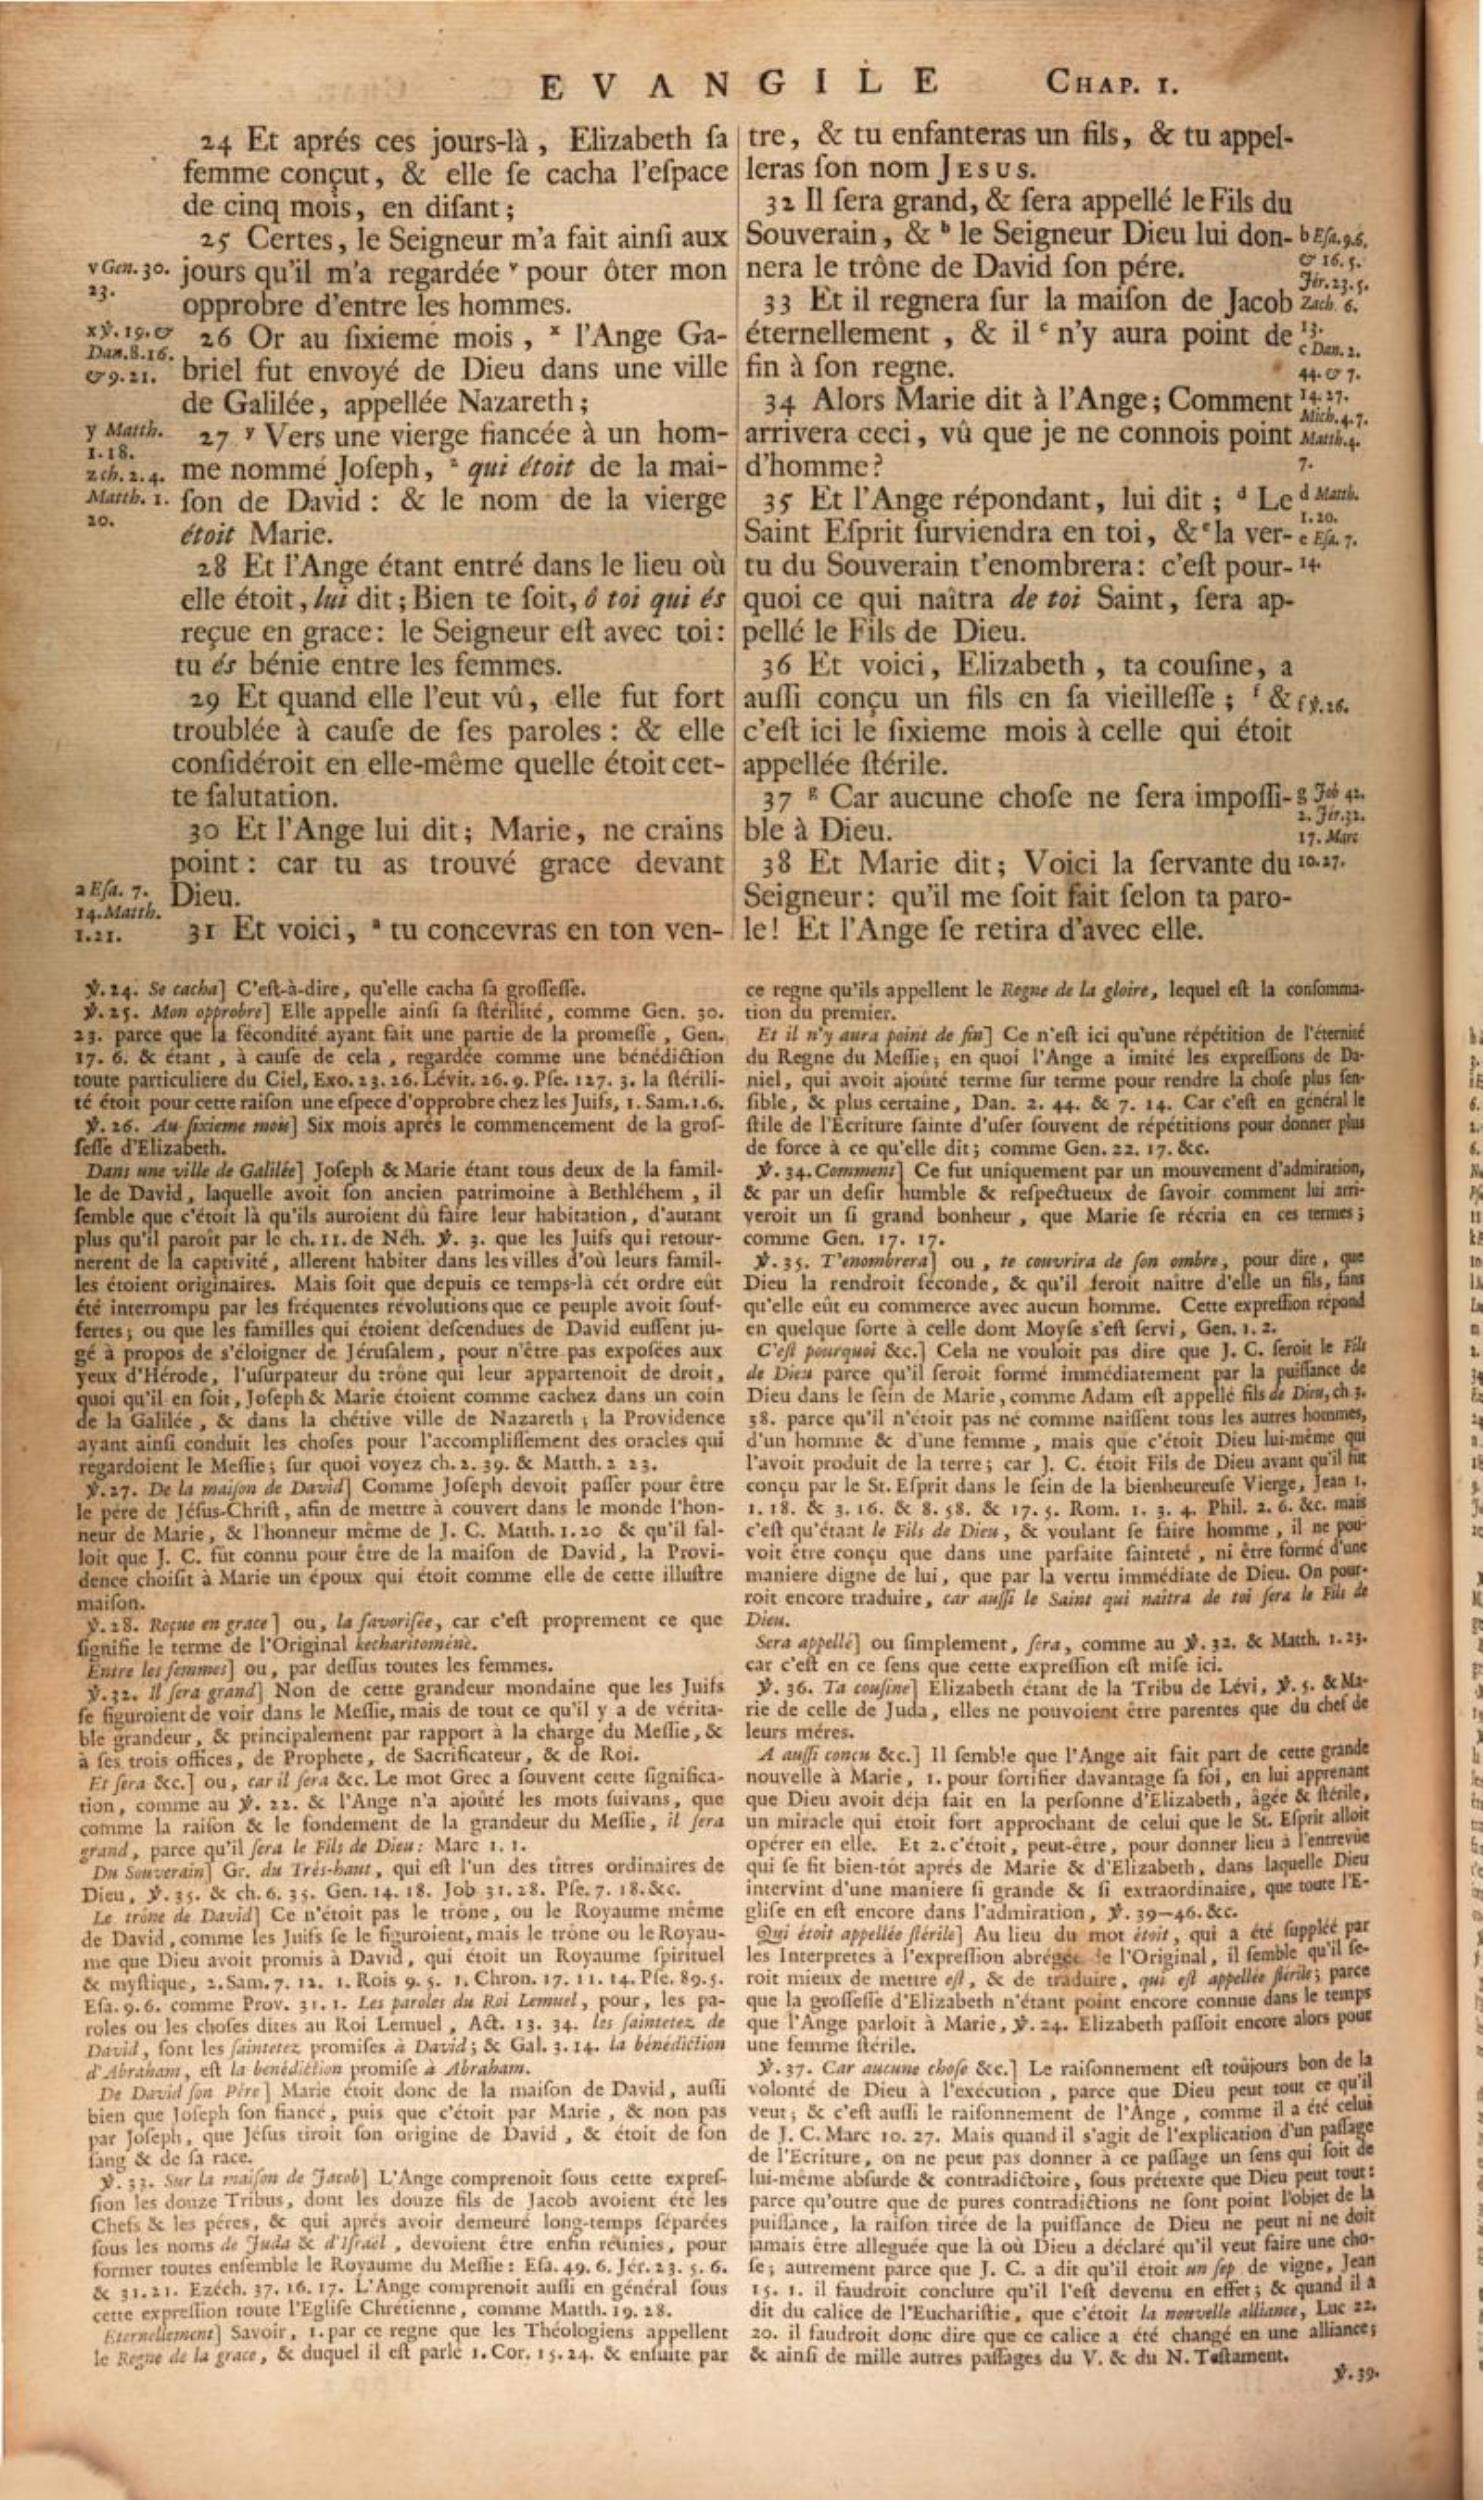 EVANGILE CHAP. I.
24 Et aprés ces jours-là, Elizabeth ſa
femme conçut, & elle ſe cacha l'eſpace
de cinq mois, en diſant;
25 Certes, le Seigneur m'a fait ainſi aux
jours qu'il m'a regardée ᵛ pour ôter mon
opprobre d'entre les hommes.
26 Or au ſixieme mois, ˣ l'Ange Ga-
briel fut envoyé de Dieu dans une ville
de Galilée, appellée Nazareth;
27 ʸ Vers une vierge fiancée à un hom-
me nommé Joſeph, ᶻ qui étoit de la mai-
ſon de David: & le nom de la vierge
étoit Marie.
28 Et l'Ange étant entré dans le lieu où
elle étoit, lui dit; Bien te ſoit, ô toi qui és
reçue en grace: le Seigneur eſt avec toi:
tu és bénie entre les femmes.
29 Et quand elle l'eut vû, elle fut fort
troublée à cauſe de ſes paroles: & elle
conſidéroit en elle-même quelle étoit cet-
te ſalutation.
30 Et l'Ange lui dit; Marie, ne crains
point: car tu as trouvé grace devant
Dieu.
31 Et voici, ᵃ tu concevras en ton ven-
v Gen. 30.
23.
x ℣. 19. &
Dan. 8. 16.
& 9. 21.
y Matth.
1. 18.
z ch. 2. 4.
Matth. 1.
20.
a Eſa. 7.
14. Matth.
1. 21.
tre, & tu enfanteras un fils, & tu appel-
leras ſon nom JESUS.
32 Il ſera grand, & ſera appellé le Fils du
Souverain, & ᵇ le Seigneur Dieu lui don-
nera le trône de David ſon pére.
33 Et il regnera ſur la maiſon de Jacob
éternellement, & il ᶜ n'y aura point de
fin à ſon regne.
34 Alors Marie dit à l'Ange; Comment
arrivera ceci, vû que je ne connois point
d'homme?
35 Et l'Ange répondant, lui dit; ᵈ Le
Saint Eſprit ſurviendra en toi, & ᵉ la ver-
tu du Souverain t'enombrera: c'eſt pour-
quoi ce qui naîtra de toi Saint, ſera ap-
pellé le Fils de Dieu.
36 Et voici, Elizabeth, ta couſine, a
auſſi conçu un fils en ſa vieilleſſe; ᶠ &
c'eſt ici le ſixieme mois à celle qui étoit
appellée ſtérile.
37 ᵍ Car aucune choſe ne ſera impoſſi-
ble à Dieu.
38 Et Marie dit; Voici la ſervante du
Seigneur: qu'il me ſoit fait ſelon ta paro-
le! Et l'Ange ſe retira d'avec elle.
b Eſa. 9. 6.
& 16. 5.
Jér. 23. 5.
Zach. 6.
13.
c Dan. 2.
44. & 7.
14. 27.
Mich. 4. 7.
Matth. 4.
7.
d Matth.
1. 20.
e Eſa. 7.
14.
f ℣. 26.
g Job 42.
2. Jér. 32.
17. Marc
10. 27.
℣. 24. Se cacha] C'eſt-à-dire, qu'elle cacha ſa groſſeſſe.
℣. 25. Mon opprobre] Elle appelle ainſi ſa ſtérilité, comme Gen. 30.
23. parce que la fécondité ayant fait une partie de la promeſſe, Gen.
17. 6. & étant, à cauſe de cela, regardée comme une bénédiction
toute particuliere du Ciel, Exo. 23. 26. Lévit. 26. 9. Pſe. 127. 3. la ſtérili-
té étoit pour cette raiſon une eſpece d'opprobre chez les Juifs, 1. Sam. 1. 6.
℣. 26. Au ſixieme mois] Six mois aprés le commencement de la groſ-
ſeſſe d'Elizabeth.
Dans une ville de Galilée] Joſeph & Marie étant tous deux de la famil-
le de David, laquelle avoit ſon ancien patrimoine à Bethléhem, il
ſemble que c'étoit là qu'ils auroient dû faire leur habitation, d'autant
plus qu'il paroit par le ch. 11. de Néh. ℣. 3. que les Juifs qui retour-
nerent de la captivité, allerent habiter dans les villes d'où leurs famil-
les étoient originaires. Mais ſoit que depuis ce temps-là cét ordre eût
été interrompu par les fréquentes révolutions que ce peuple avoit ſouf-
fertes; ou que les familles qui étoient deſcendues de David euſſent ju-
gé à propos de s'éloigner de Jéruſalem, pour n'être pas expoſées aux
yeux d'Hérode, l'uſurpateur du trône qui leur appartenoit de droit,
quoi qu'il en ſoit, Joſeph & Marie étoient comme cachez dans un coin
de la Galilée, & dans la chétive ville de Nazareth; la Providence
ayant ainſi conduit les choſes pour l'accompliſſement des oracles qui
regardoient le Meſſie; ſur quoi voyez ch. 2. 39. & Matth. 2 23.
℣. 27. De la maiſon de David] Comme Joſeph devoit paſſer pour être
le pére de Jéſus-Chriſt, afin de mettre à couvert dans le monde l'hon-
neur de Marie, & l'honneur même de J. C. Matth. 1. 20 & qu'il fal-
loit que J. C. fût connu pour être de la maiſon de David, la Provi-
dence choiſit à Marie un époux qui étoit comme elle de cette illuſtre
maiſon.
℣. 28. Reçue en grace] ou, la favoriſée, car c'eſt proprement ce que
ſignifie le terme de l'Original kecharitoméne.
Entre les femmes] ou, par deſſus toutes les femmes.
℣. 32. Il ſera grand] Non de cette grandeur mondaine que les Juifs
ſe figuroient de voir dans le Meſſie, mais de tout ce qu'il y a de vérita-
ble grandeur, & principalement par rapport à la charge du Meſſie, &
à ſes trois offices, de Prophete, de Sacrificateur, & de Roi.
Et ſera &c.] ou, car il ſera &c. Le mot Grec a ſouvent cette ſignifica-
tion, comme au ℣. 22. & l'Ange n'a ajoûté les mots ſuivans, que
comme la raiſon & le fondement de la grandeur du Meſſie, il ſera
grand, parce qu'il ſera le Fils de Dieu: Marc 1. 1.
Du Souverain] Gr. du Trés-haut, qui eſt l'un des titres ordinaires de
Dieu, ℣. 35. & ch. 6. 35. Gen. 14. 18. Job 31. 28. Pſe. 7. 18. &c.
Le trône de David] Ce n'étoit pas le trône, ou le Royaume même
de David, comme les Juifs ſe le figuroient, mais le trône ou le Royau-
me que Dieu avoit promis à David, qui étoit un Royaume ſpirituel
& myſtique, 2. Sam. 7. 12. 1. Rois 9. 5. 1. Chron. 17. 11. 14. Pſe. 89. 5.
Eſa. 9. 6. comme Prov. 31. 1. Les paroles du Roi Lemuel, pour, les pa-
roles ou les choſes dites au Roi Lemuel, Act. 13. 34. les ſaintetez de
David, ſont les ſaintetez promiſes à David; & Gal. 3. 14. la bénédiction
d'Abraham, eſt la benédiction promiſe à Abraham.
De David ſon Pére] Marie étoit donc de la maiſon de David, auſſi
bien que Joſeph ſon fiancé, puis que c'étoit par Marie, & non pas
par Joſeph, que Jéſus tiroit ſon origine de David, & étoit de ſon
ſang & de ſa race.
℣. 33. Sur la maiſon de Jacob] L'Ange comprenoit ſous cette expreſ-
ſion les douze Tribus, dont les douze fils de Jacob avoient été les
Chefs & les péres, & qui aprés avoir demeuré long-temps ſéparées
ſous les noms de Juda & d'Iſraël, devoient être enfin réunies, pour
former toutes enſemble le Royaume du Meſſie: Eſa. 49. 6. Jér. 23. 5. 6.
& 31. 21. Ezéch. 37. 16. 17. L'Ange comprenoit auſſi en général ſous
cette expreſſion toute l'Egliſe Chrétienne, comme Matth. 19. 28.
Eternellement] Savoir, 1. par ce regne que les Théologiens appellent
le Regne de la grace, & duquel il eſt parlé 1. Cor. 15. 24. & enſuite par
ce regne qu'ils appellent le Regne de la gloire, lequel eſt la conſomma-
tion du premier.
Et il n'y aura point de fin] Ce n'eſt ici qu'une répétition de l'éternité
du Regne du Meſſie; en quoi l'Ange a imité les expreſſions de Da-
niel, qui avoit ajoûté terme ſur terme pour rendre la choſe plus ſen-
ſible, & plus certaine, Dan. 2. 44. & 7. 14. Car c'eſt en général le
ſtile de l'Ecriture ſainte d'uſer ſouvent de répétitions pour donner plus
de force à ce qu'elle dit; comme Gen. 22. 17. &c.
℣. 34. Comment] Ce fut uniquement par un mouvement d'admiration,
& par un deſir humble & reſpectueux de ſavoir comment lui arri-
veroit un ſi grand bonheur, que Marie ſe récria en ces termes;
comme Gen. 17. 17.
℣. 35. T'enombrera] ou, te couvrira de ſon ombre, pour dire, que
Dieu la rendroit féconde, & qu'il feroit naître d'elle un fils, ſans
qu'elle eût eu commerce avec aucun homme. Cette expreſſion répond
en quelque ſorte à celle dont Moyſe s'eſt ſervi, Gen. 1. 2.
C'eſt pourquoi &c.] Cela ne vouloit pas dire que J. C. ſeroit le Fils
de Dieu parce qu'il ſeroit formé immédiatement par la puiſſance de
Dieu dans le ſein de Marie, comme Adam eſt appellé fils de Dieu, ch 3.
38. parce qu'il n'étoit pas né comme naiſſent tous les autres hommes,
d'un homme & d'une femme, mais que c'étoit Dieu lui-même qui
l'avoit produit de la terre; car J. C. étoit Fils de Dieu avant qu'il fût
conçu par le St. Eſprit dans le ſein de la bienheureuſe Vierge, Jean 1.
1. 18. & 3. 16. & 8. 58. & 17. 5. Rom. 1. 3. 4. Phil. 2. 6. &c. mais
c'eſt qu'étant le Fils de Dieu, & voulant ſe faire homme, il ne pou-
voit être conçu que dans une parfaite ſainteté, ni être formé d'une
maniere digne de lui, que par la vertu immédiate de Dieu. On pour-
roit encore traduire, car auſſi le Saint qui naîtra de toi ſera le Fils de
Dieu.
Sera appellé] ou ſimplement, ſera, comme au ℣. 32. & Matth. 1. 23.
car c'eſt en ce ſens que cette expreſſion eſt miſe ici.
℣. 36. Ta couſine] Elizabeth étant de la Tribu de Lévi, ℣. 5. & Ma-
rie de celle de Juda, elles ne pouvoient être parentes que du chef de
leurs méres.
A auſſi conçu &c.] Il ſemble que l'Ange ait fait part de cette grande
nouvelle à Marie, 1. pour fortifier davantage ſa foi, en lui apprenant
que Dieu avoit déja fait en la perſonne d'Elizabeth, âgée & ſtérile,
un miracle qui étoit fort approchant de celui que le St. Eſprit alloit
opérer en elle. Et 2. c'étoit, peut-être, pour donner lieu à l'entrevûe
qui ſe fit bien-tôt aprés de Marie & d'Elizabeth, dans laquelle Dieu
intervint d'une maniere ſi grande & ſi extraordinaire, que toute l'E-
gliſe en eſt encore dans l'admiration, ℣. 39—46. &c.
Qui étoit appellée ſtérile] Au lieu du mot étoit, qui a été ſuppléé par
les Interpretes à l'expreſſion abrégée de l'Original, il ſemble qu'il ſe-
roit mieux de mettre eſt, & de traduire, qui eſt appellée ſtérile; parce
que la groſſeſſe d'Elizabeth n'étant point encore connue dans le temps
que l'Ange parloit à Marie, ℣. 24. Elizabeth paſſoit encore alors pour
une femme ſtérile.
℣. 37. Car aucune choſe &c.] Le raiſonnement eſt toûjours bon de la
volonté de Dieu à l'exécution, parce que Dieu peut tout ce qu'il
veut; & c'eſt auſſi le raiſonnement de l'Ange, comme il a été celui
de J. C. Marc 10. 27. Mais quand il s'agit de l'explication d'un paſſage
de l'Ecriture, on ne peut pas donner à ce paſſage un ſens qui ſoit de
lui-même abſurde & contradictoire, ſous prétexte que Dieu peut tout:
parce qu'outre que de pures contradictions ne ſont point l'objet de la
puiſſance, la raiſon tirée de la puiſſance de Dieu ne peut ni ne doit
jamais être alleguée que là où Dieu a déclaré qu'il veut faire une cho-
ſe; autrement parce que J. C. a dit qu'il étoit un ſep de vigne, Jean
15. 1. il faudroit conclure qu'il l'eſt devenu en effet; & quand il a
dit du calice de l'Euchariſtie, que c'étoit la nouvelle alliance, Luc 22.
20. il faudroit donc dire que ce calice a été changé en une alliance;
& ainſi de mille autres paſſages du V. & du N. Teſtament.
℣. 39.